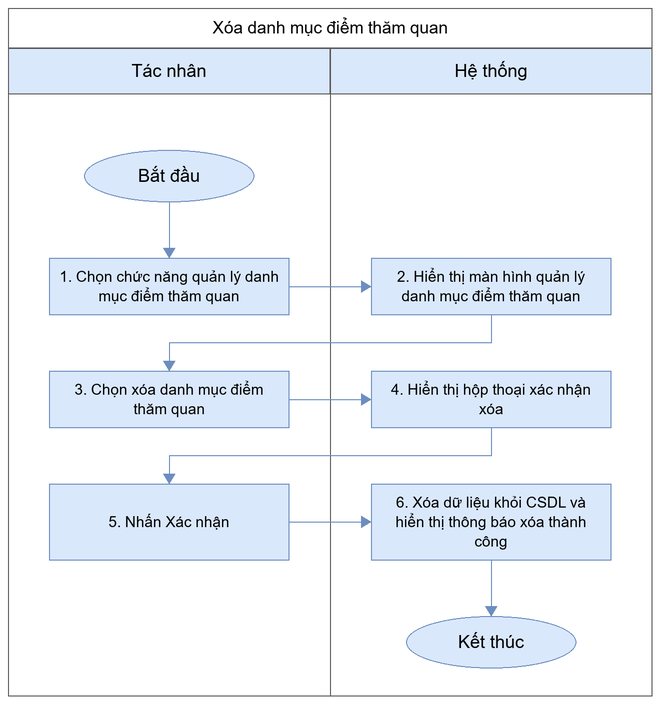 Xóa danh mục điểm thăm quan
Tác nhân
Hệ thống
Bắt đầu
1. Chọn chức năng quản lý danh
mục điểm thăm quan
2. Hiển thị màn hình quản lý
danh mục điểm thăm quan
3. Chọn xóa danh mục điểm
thăm quan
4. Hiển thị hộp thoại xác nhận
xóa
5. Nhấn Xác nhận
6. Xóa dữ liệu khỏi CSDL và
hiển thị thông báo xóa thành
công
Kết thúc